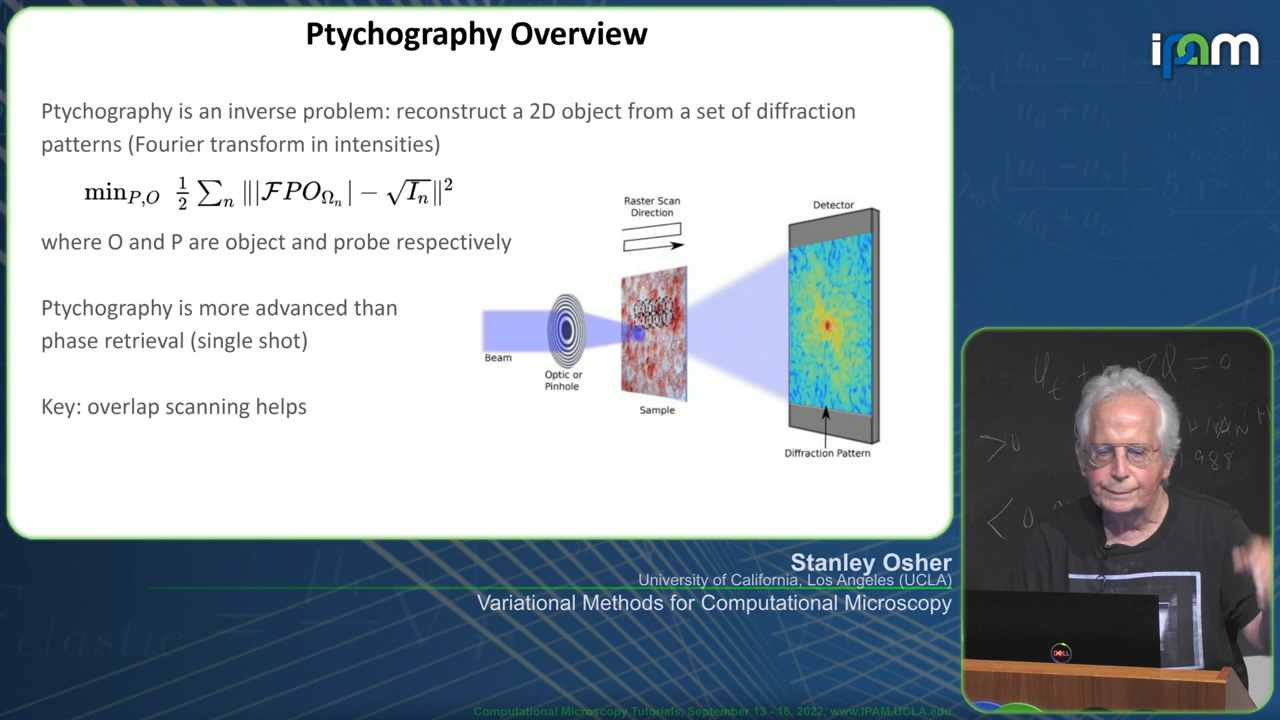 Ptychography Overview
ipam
Ptychography is an inverse problem: reconstruct a 2D object from a set of diffraction
patterns (Fourier transform in intensities)
min_{P,O} 1/2 ∑_n ‖|ℱPO_{Ω_n}| − √I_n‖²
where O and P are object and probe respectively
Ptychography is more advanced than
phase retrieval (single shot)
Key: overlap scanning helps
Raster Scan
Direction
Detector
Beam
Optic or
Pinhole
Sample
Diffraction Pattern
DELL
1988
Stanley Osher
University of California, Los Angeles (UCLA)
Variational Methods for Computational Microscopy
elastic
Computational Microscopy Tutorials, September 13 - 16, 2022, www.IPAM.UCLA.edu